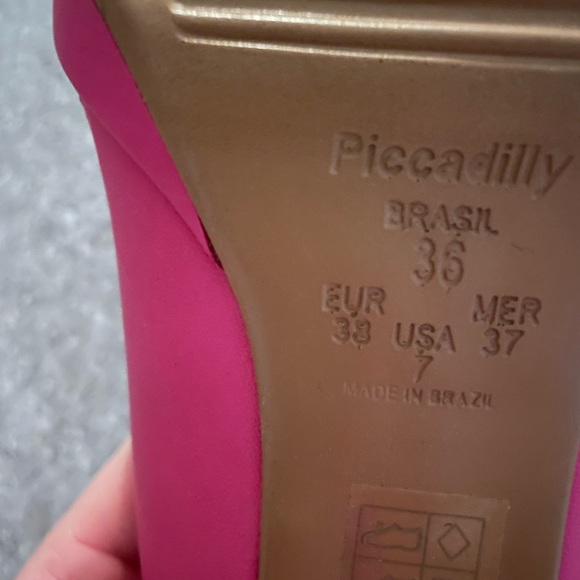 Piccadilly
BRASIL
36
EUR MER
38 USA 37
7
MADE IN BRAZIL